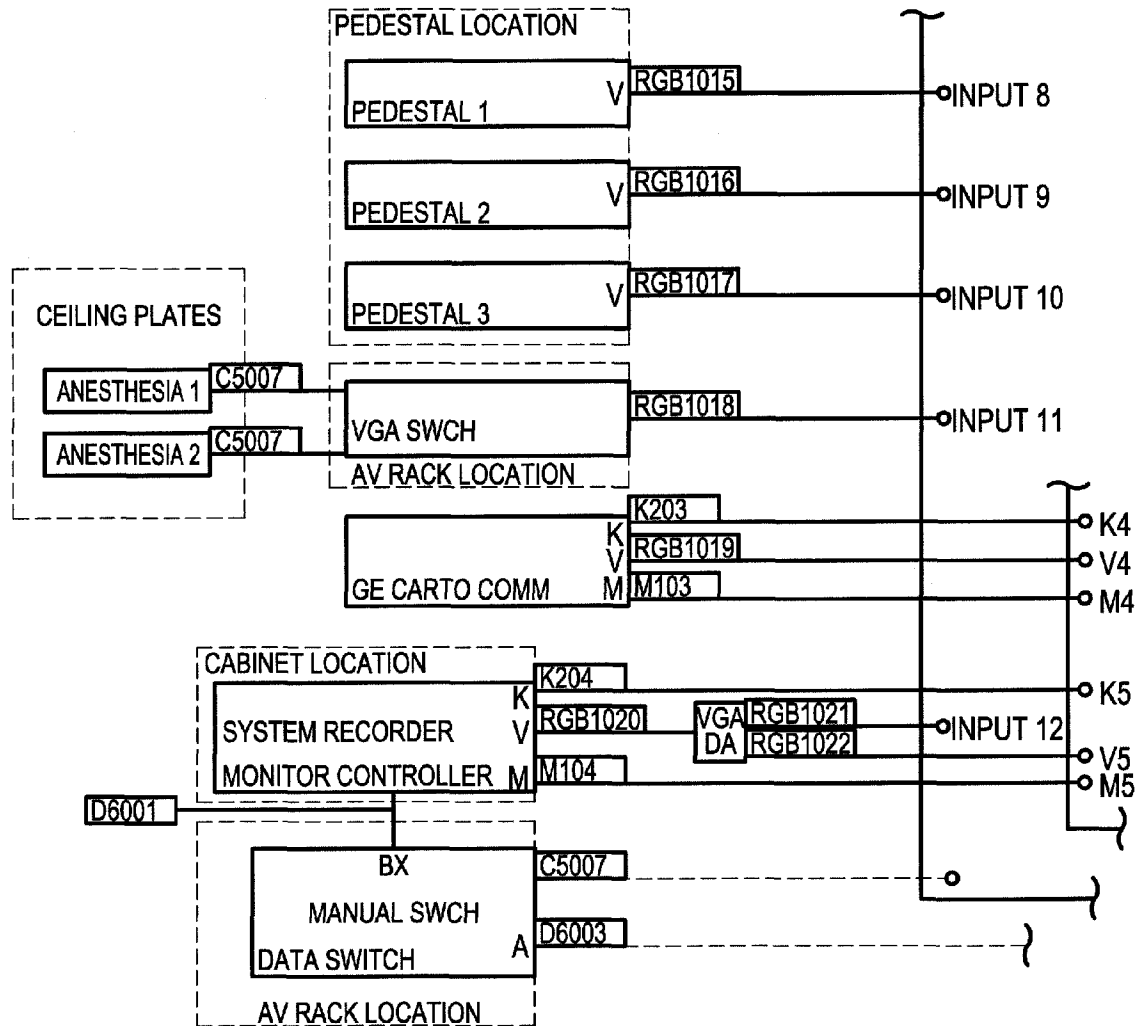 PEDESTAL LOCATION
V
RGB1015
INPUT 8
PEDESTAL 1
V
RGB1016
INPUT 9
PEDESTAL 2
V
RGB1017
INPUT 10
PEDESTAL 3
CEILING PLATES
ANESTHESIA 1
C5007
RGB1018
INPUT 11
VGA SWCH
ANESTHESIA 2
C5007
AV RACK LOCATION
K
K203
K4
V
RGB1019
V4
GE CARTO COMM
M
M103
M4
CABINET LOCATION
K
K204
K5
SYSTEM RECORDER
V
RGB1020
VGA
DA
RGB1021
INPUT 12
RGB1022
V5
MONITOR CONTROLLER
M
M104
M5
D6001
BX
C5007
MANUAL SWCH
DATA SWITCH
A
D6003
AV RACK LOCATION